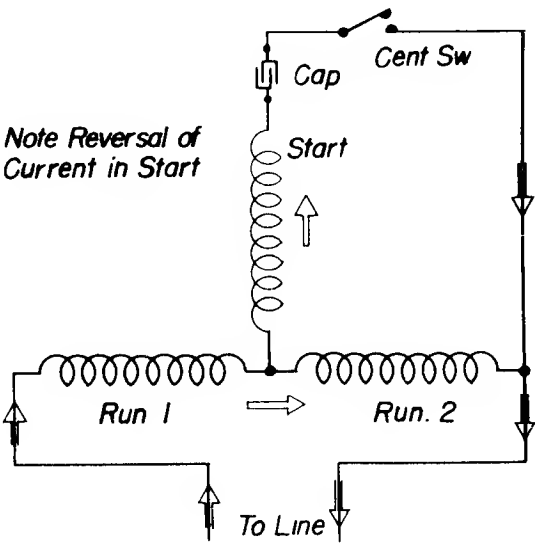 Cent Sw
Cap
Note Reversal of
Current in Start
Start
Run 1
Run. 2
To Line